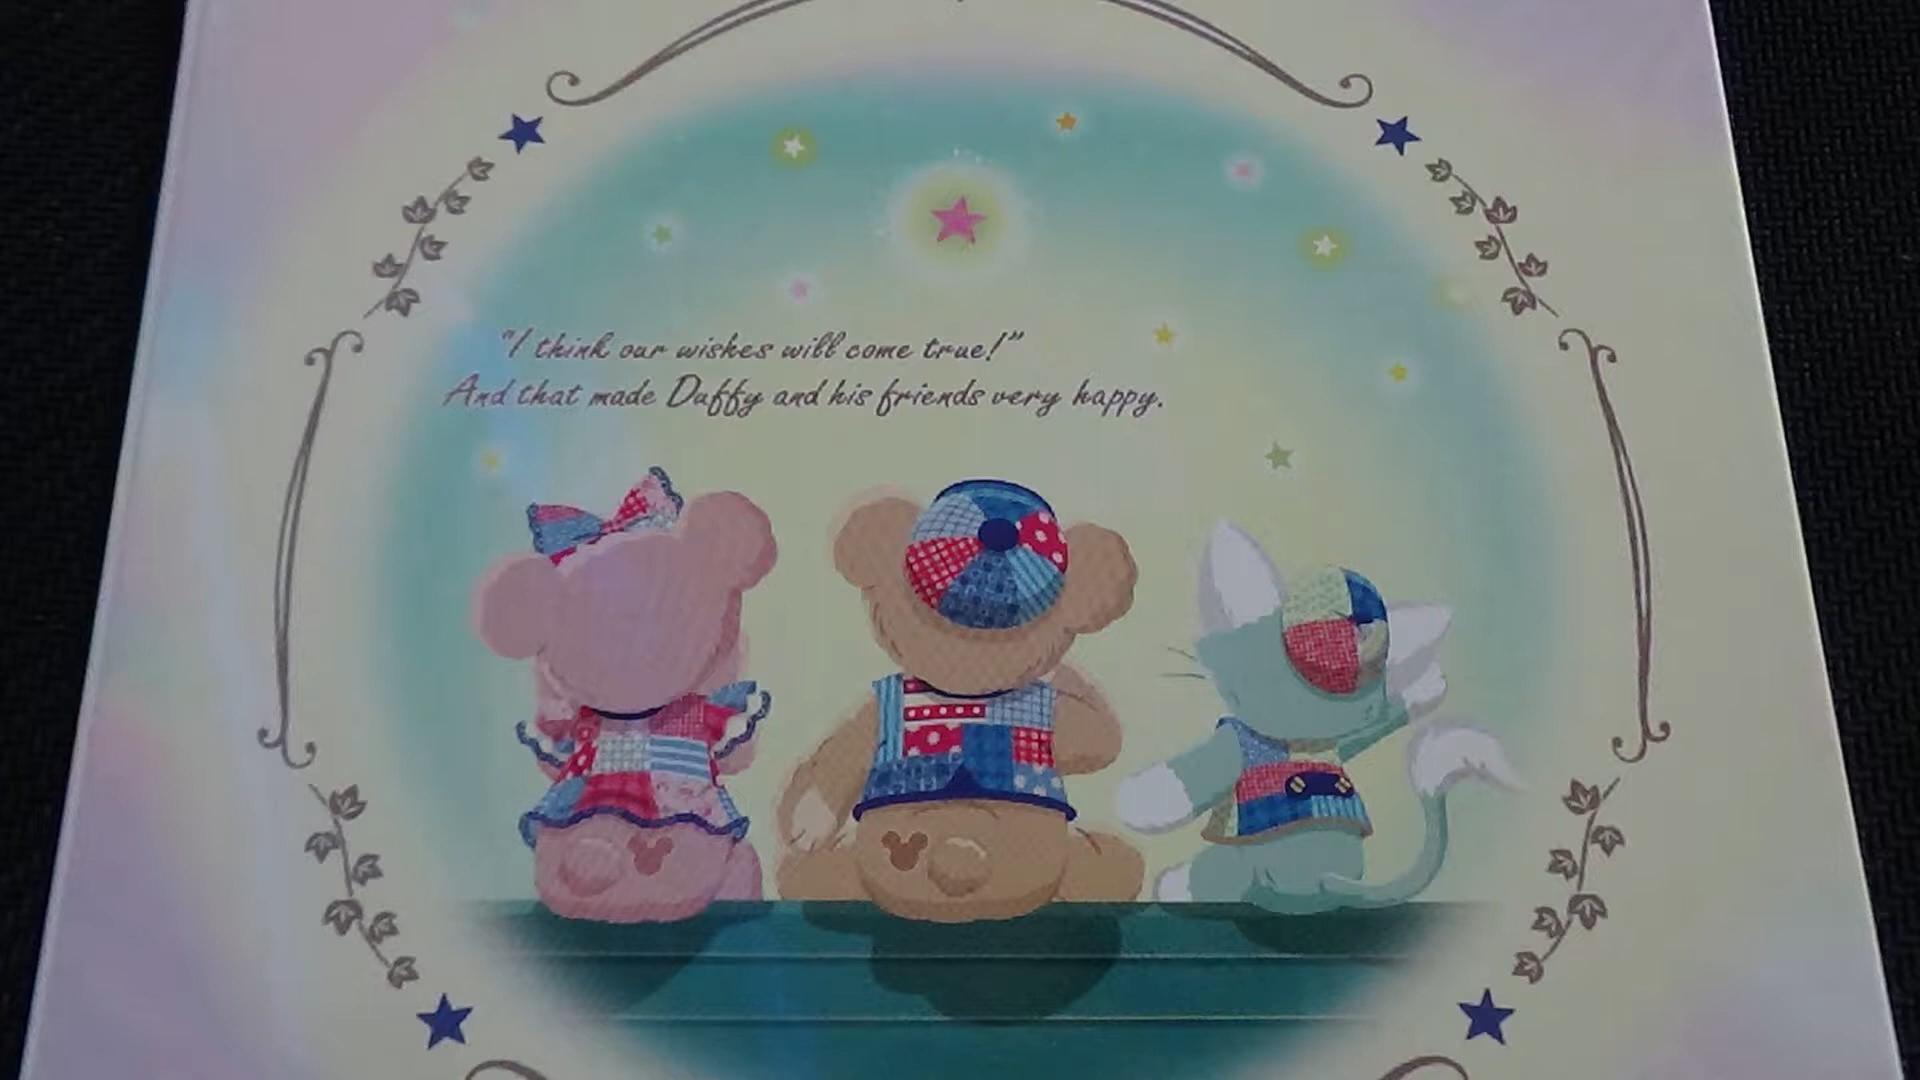 “I think our wishes will come true!”
And that made Duffy and his friends very happy.